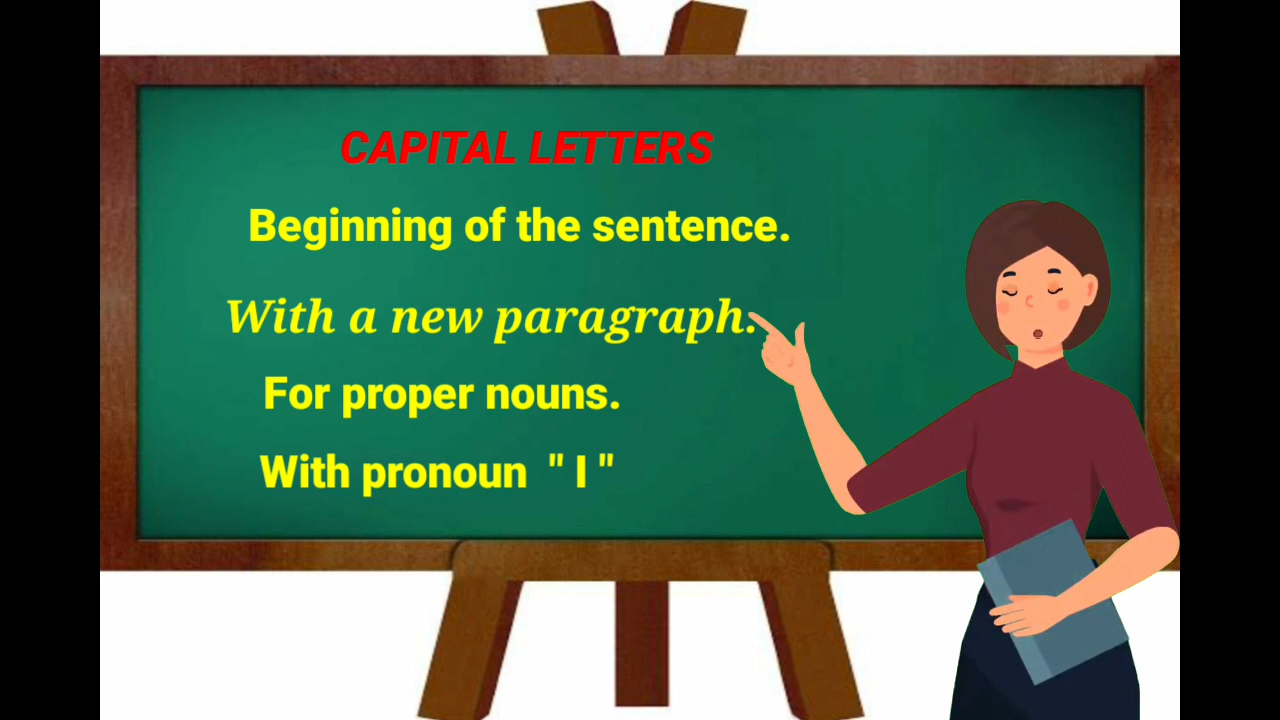 CAPITAL LETTERS
Beginning of the sentence.
With a new paragraph.
For proper nouns.
With pronoun " I "